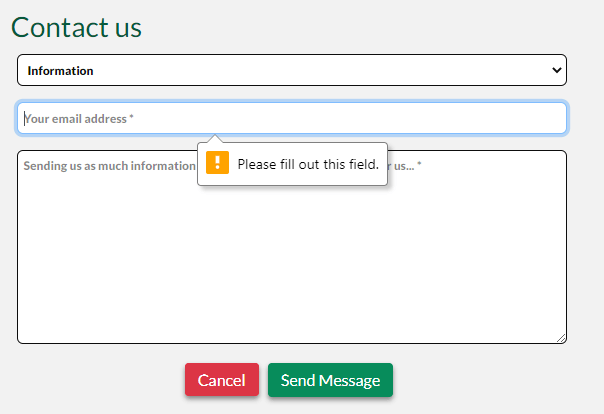 Contact us
Information
Your email address *
Sending us as much information
us... *
Please fill out this field.
Cancel
Send Message